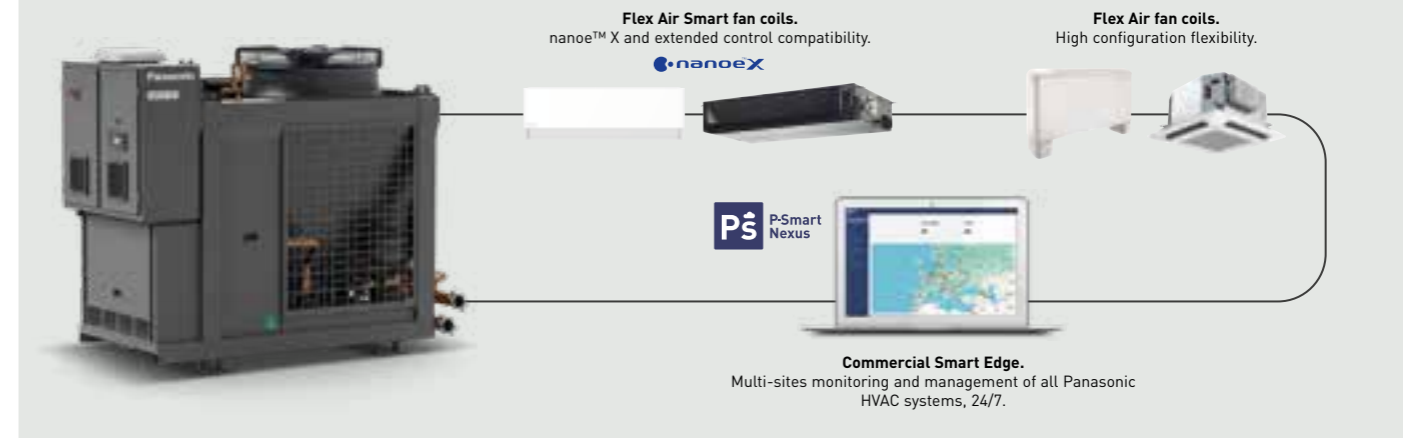 Flex Air Smart fan coils.
nanoe™ X and extended control compatibility.
nanoeX
Flex Air fan coils.
High configuration flexibility.
Panasonic
PS P-Smart
Nexus
Commercial Smart Edge.
Multi-sites monitoring and management of all Panasonic
HVAC systems, 24/7.